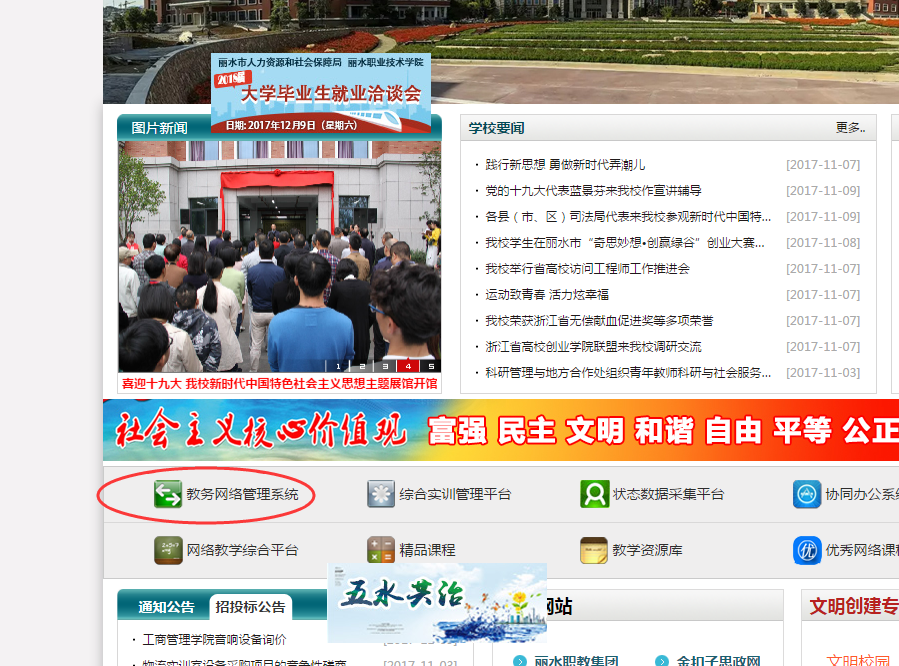 丽水市人力资源和社会保障局 丽水职业技术学院
2018届
大学毕业生就业洽谈会
日期: 2017年12月9日（星期六）
图片新闻
1 2 3 4 5
喜迎十九大 我校新时代中国特色社会主义思想主题展馆开馆
学校要闻 更多..
· 践行新思想 勇做新时代弄潮儿 [2017-11-07]
· 党的十九大代表蓝景芬来我校作宣讲辅导 [2017-11-09]
· 各县（市、区）司法局代表来我校参观新时代中国特... [2017-11-09]
· 我校学生在丽水市“奇思妙想•创赢绿谷”创业大赛... [2017-11-08]
· 我校举行省高校访问工程师工作推进会 [2017-11-07]
· 运动致青春 活力炫幸福 [2017-11-07]
· 我校荣获浙江省无偿献血促进奖等多项荣誉 [2017-11-07]
· 浙江省高校创业学院联盟来我校调研交流 [2017-11-07]
· 科研管理与地方合作处组织青年教师科研与社会服务... [2017-11-03]
社会主义核心价值观 富强 民主 文明 和谐 自由 平等 公正
教务网络管理系统 综合实训管理平台 状态数据采集平台 协同办公系
网络教学综合平台 精品课程 教学资源库 优秀网络课
通知公告 招投标公告
五水共治
网站
文明创建专
· 工商管理学院音响设备询价
· 物流实训室设备采购项目的竞争性磋商 [2017-11-03]
丽水职教集团 金扣子思政网
文明校园